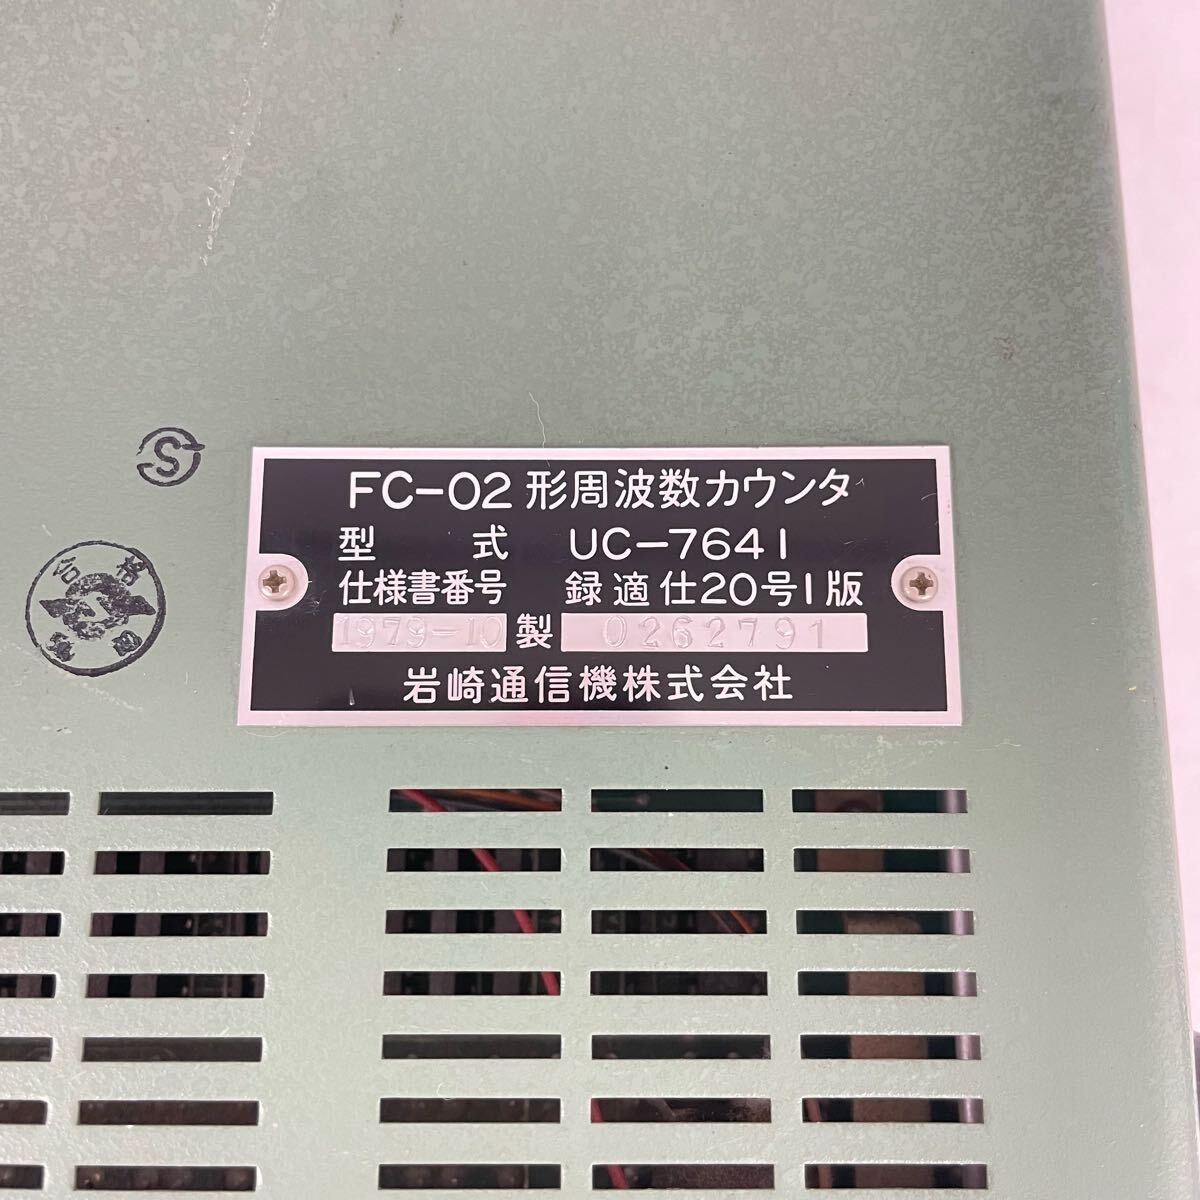 S
合格
FC-02 形周波数カウンタ
型 式 UC-7641
仕様書番号 録適仕20号1版
1979-10 製 0262791
岩崎通信機株式会社